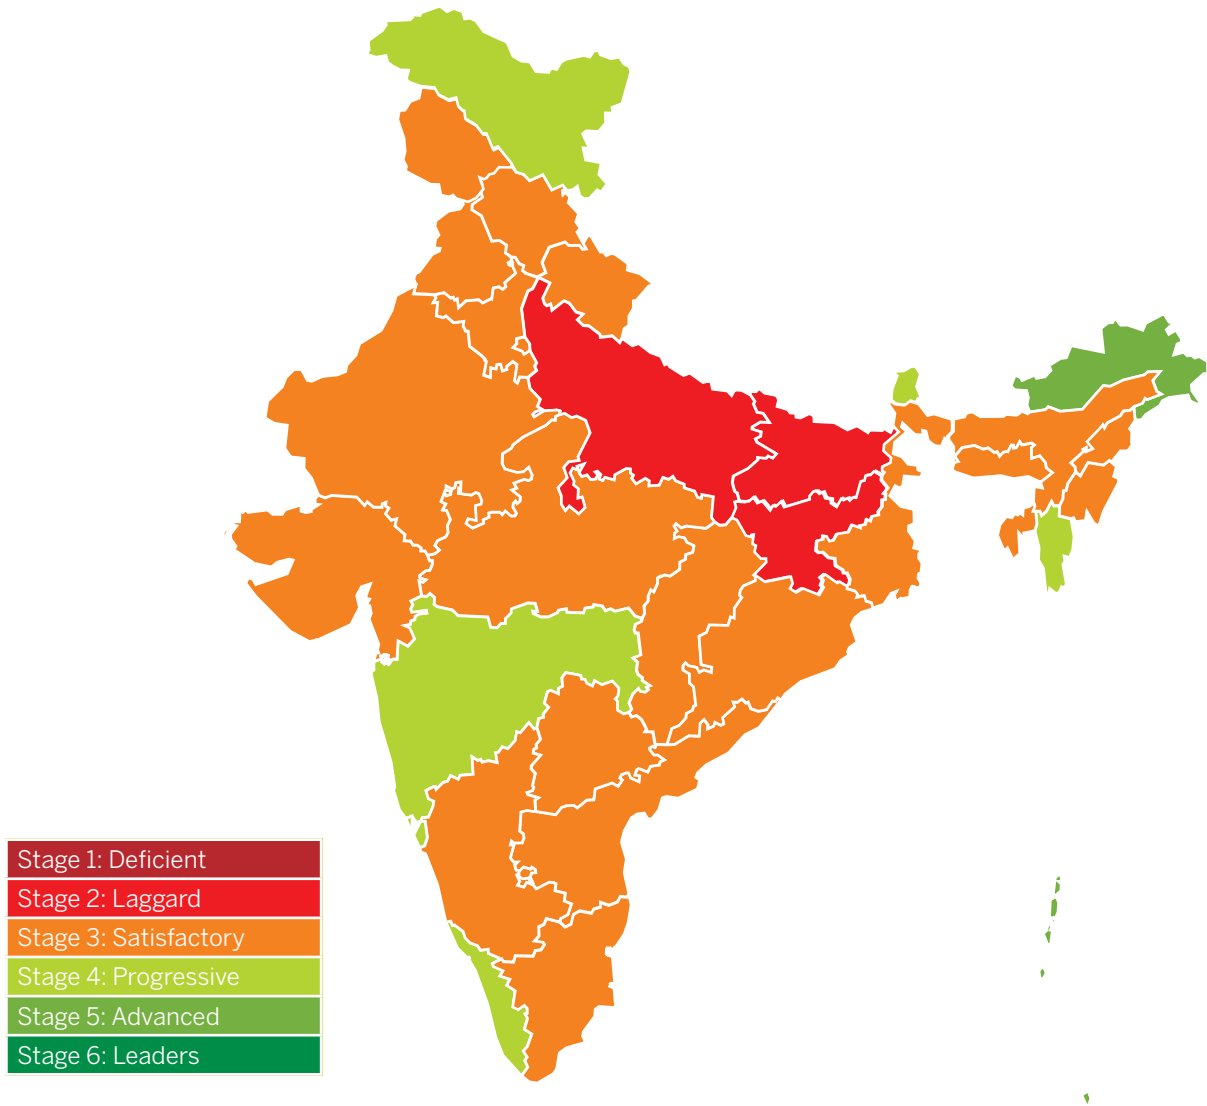 Stage 1: Deficient
Stage 2: Laggard
Stage 3: Satisfactory
Stage 4: Progressive
Stage 5: Advanced
Stage 6: Leaders